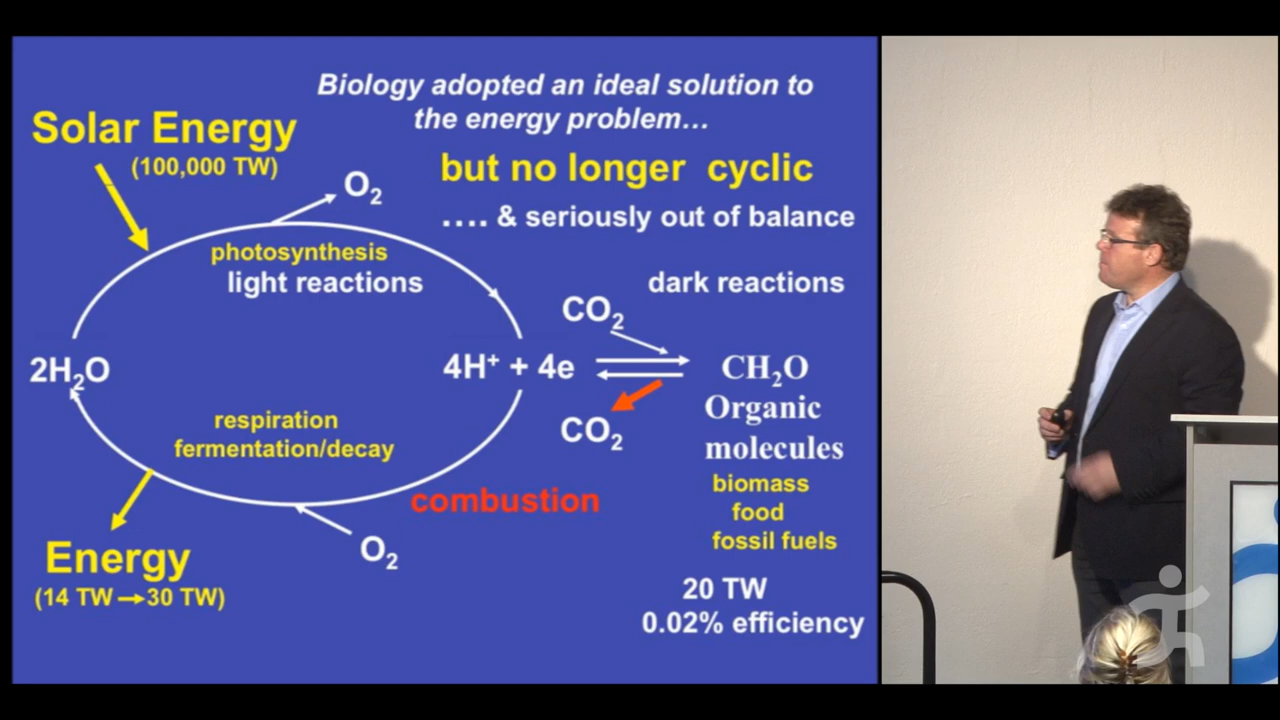 Biology adopted an ideal solution to
the energy problem…
Solar Energy
(100,000 TW)
but no longer cyclic
…. & seriously out of balance
O₂
photosynthesis
light reactions
dark reactions
CO₂
2H₂O
4H⁺ + 4e
CH₂O
Organic
molecules
CO₂
respiration
fermentation/decay
biomass
food
fossil fuels
combustion
O₂
Energy
(14 TW→30 TW)
20 TW
0.02% efficiency